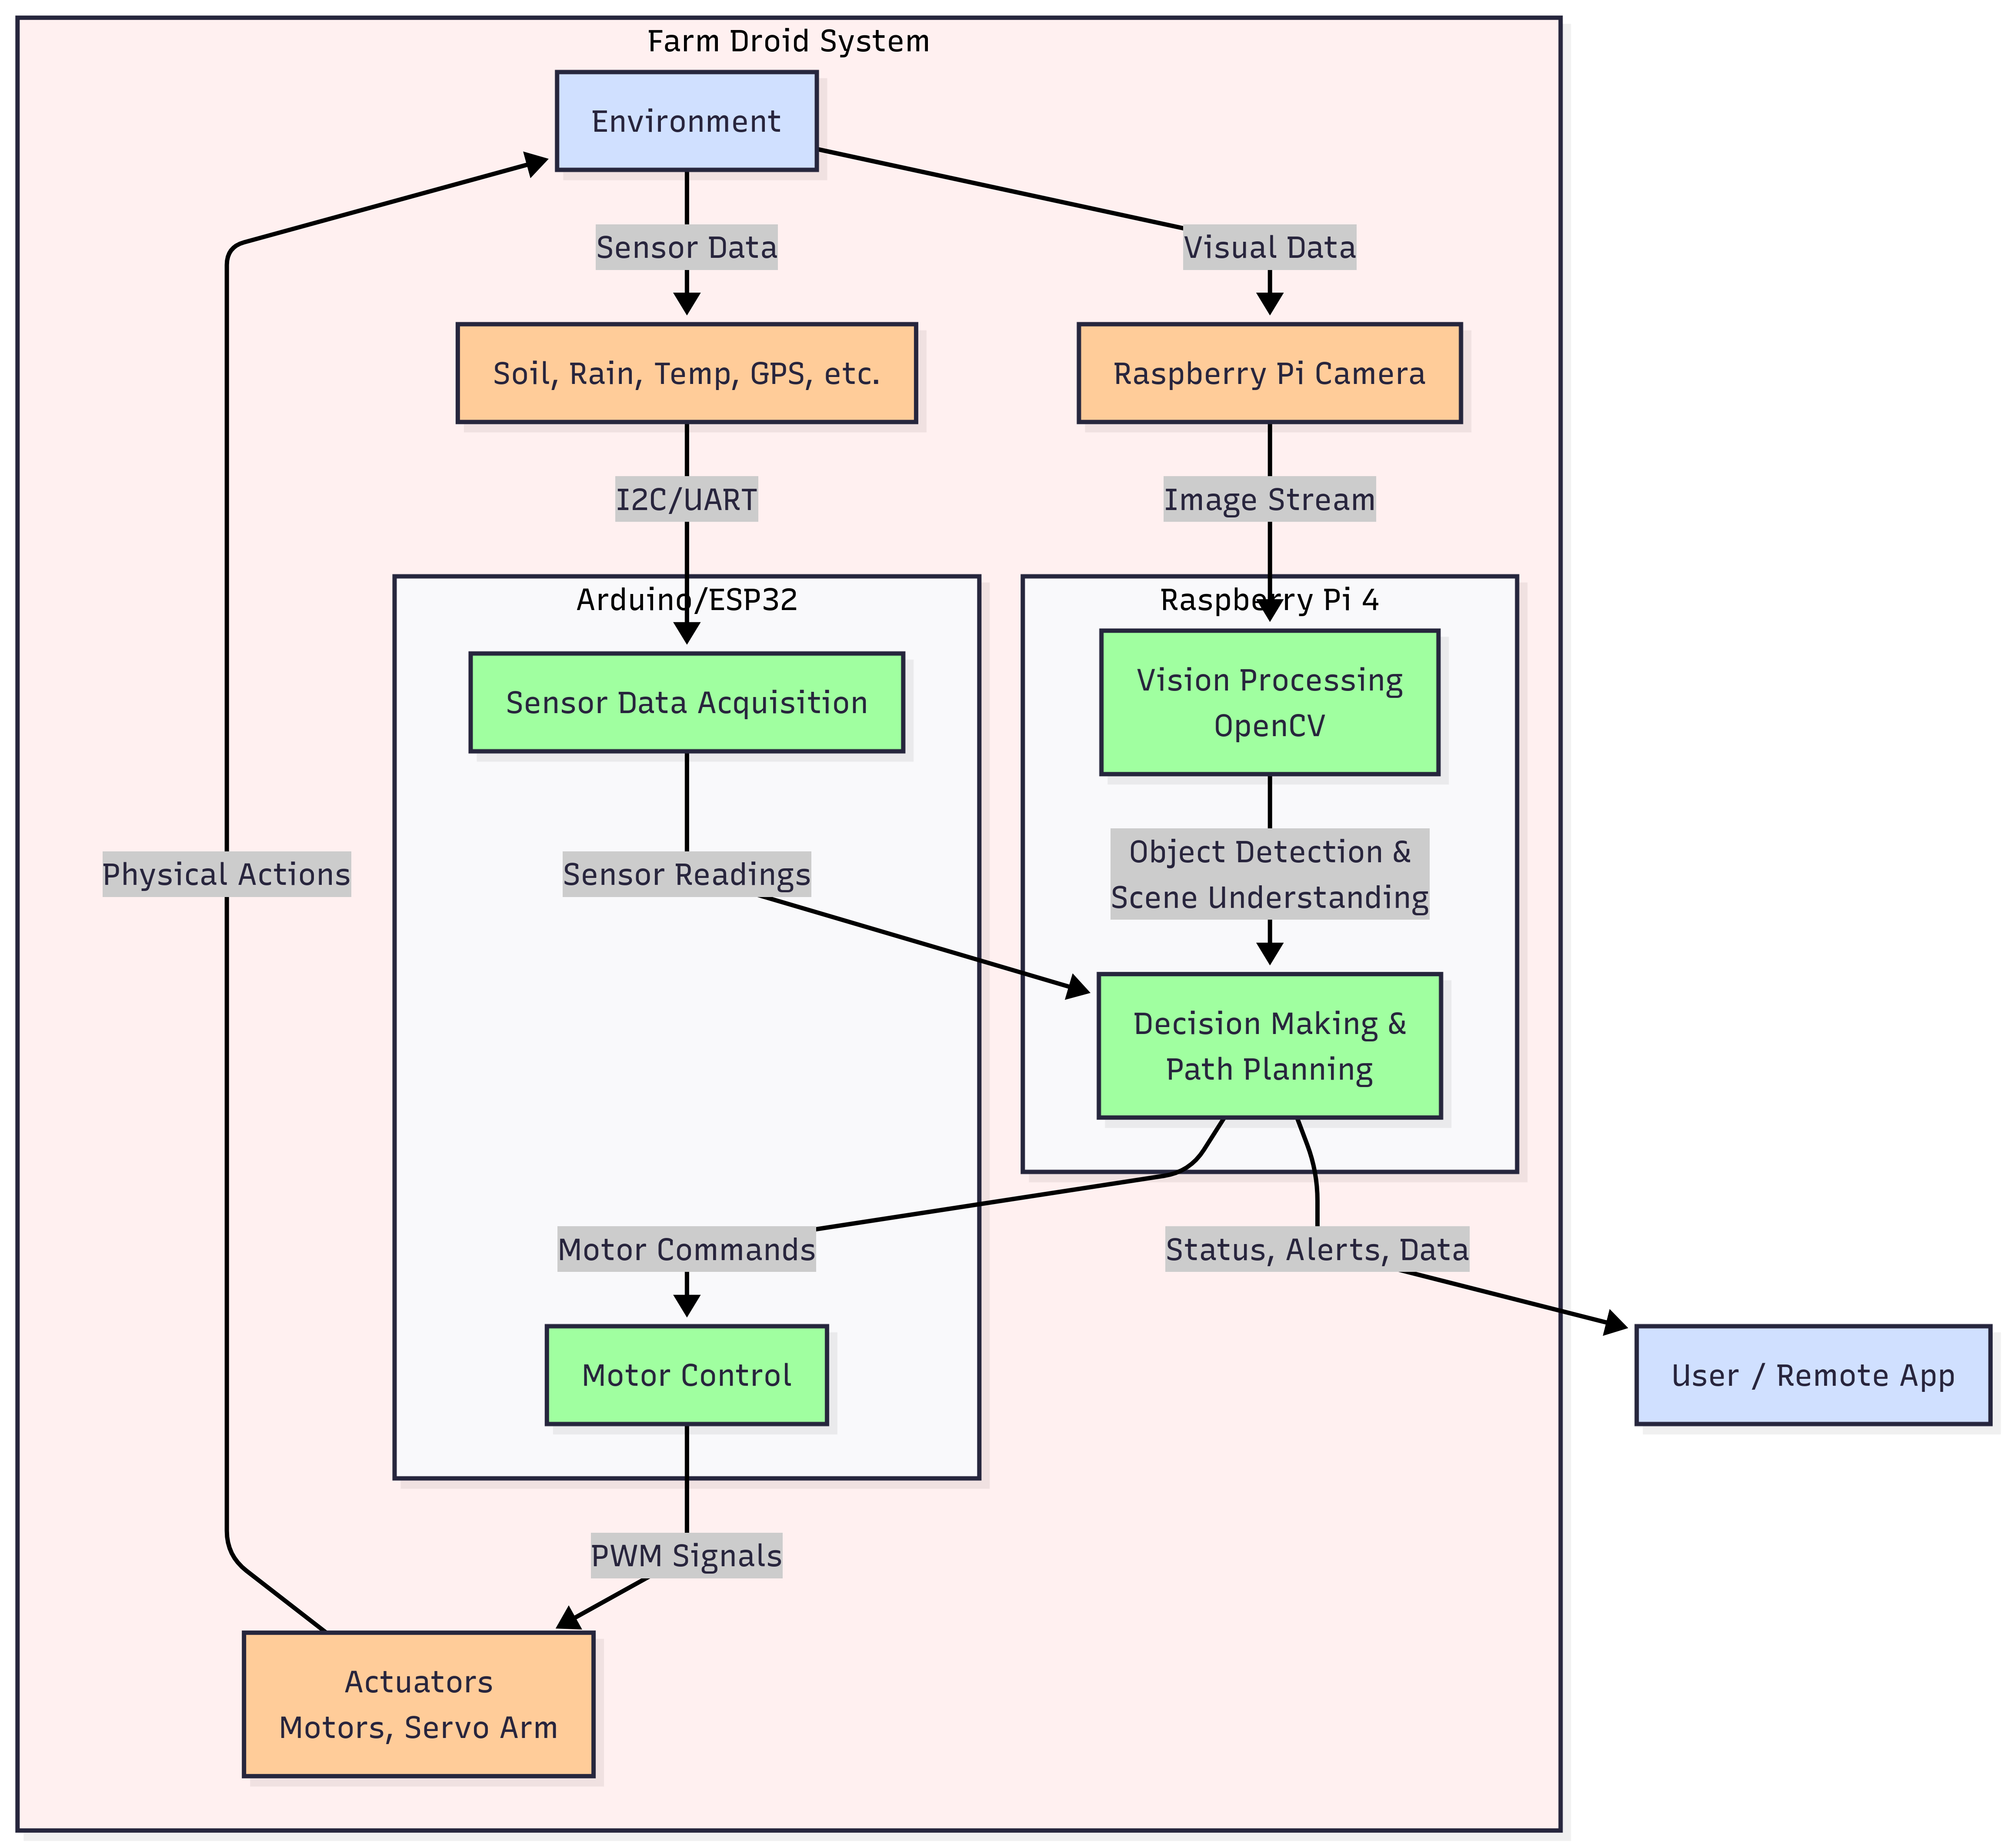 Farm Droid System
Environment
Sensor Data
Visual Data
Soil, Rain, Temp, GPS, etc.
Raspberry Pi Camera
I2C/UART
Image Stream
Arduino/ESP32
Raspberry Pi 4
Sensor Data Acquisition
Vision Processing
OpenCV
Physical Actions
Sensor Readings
Object Detection &
Scene Understanding
Decision Making &
Path Planning
Motor Commands
Status, Alerts, Data
Motor Control
User / Remote App
PWM Signals
Actuators
Motors, Servo Arm